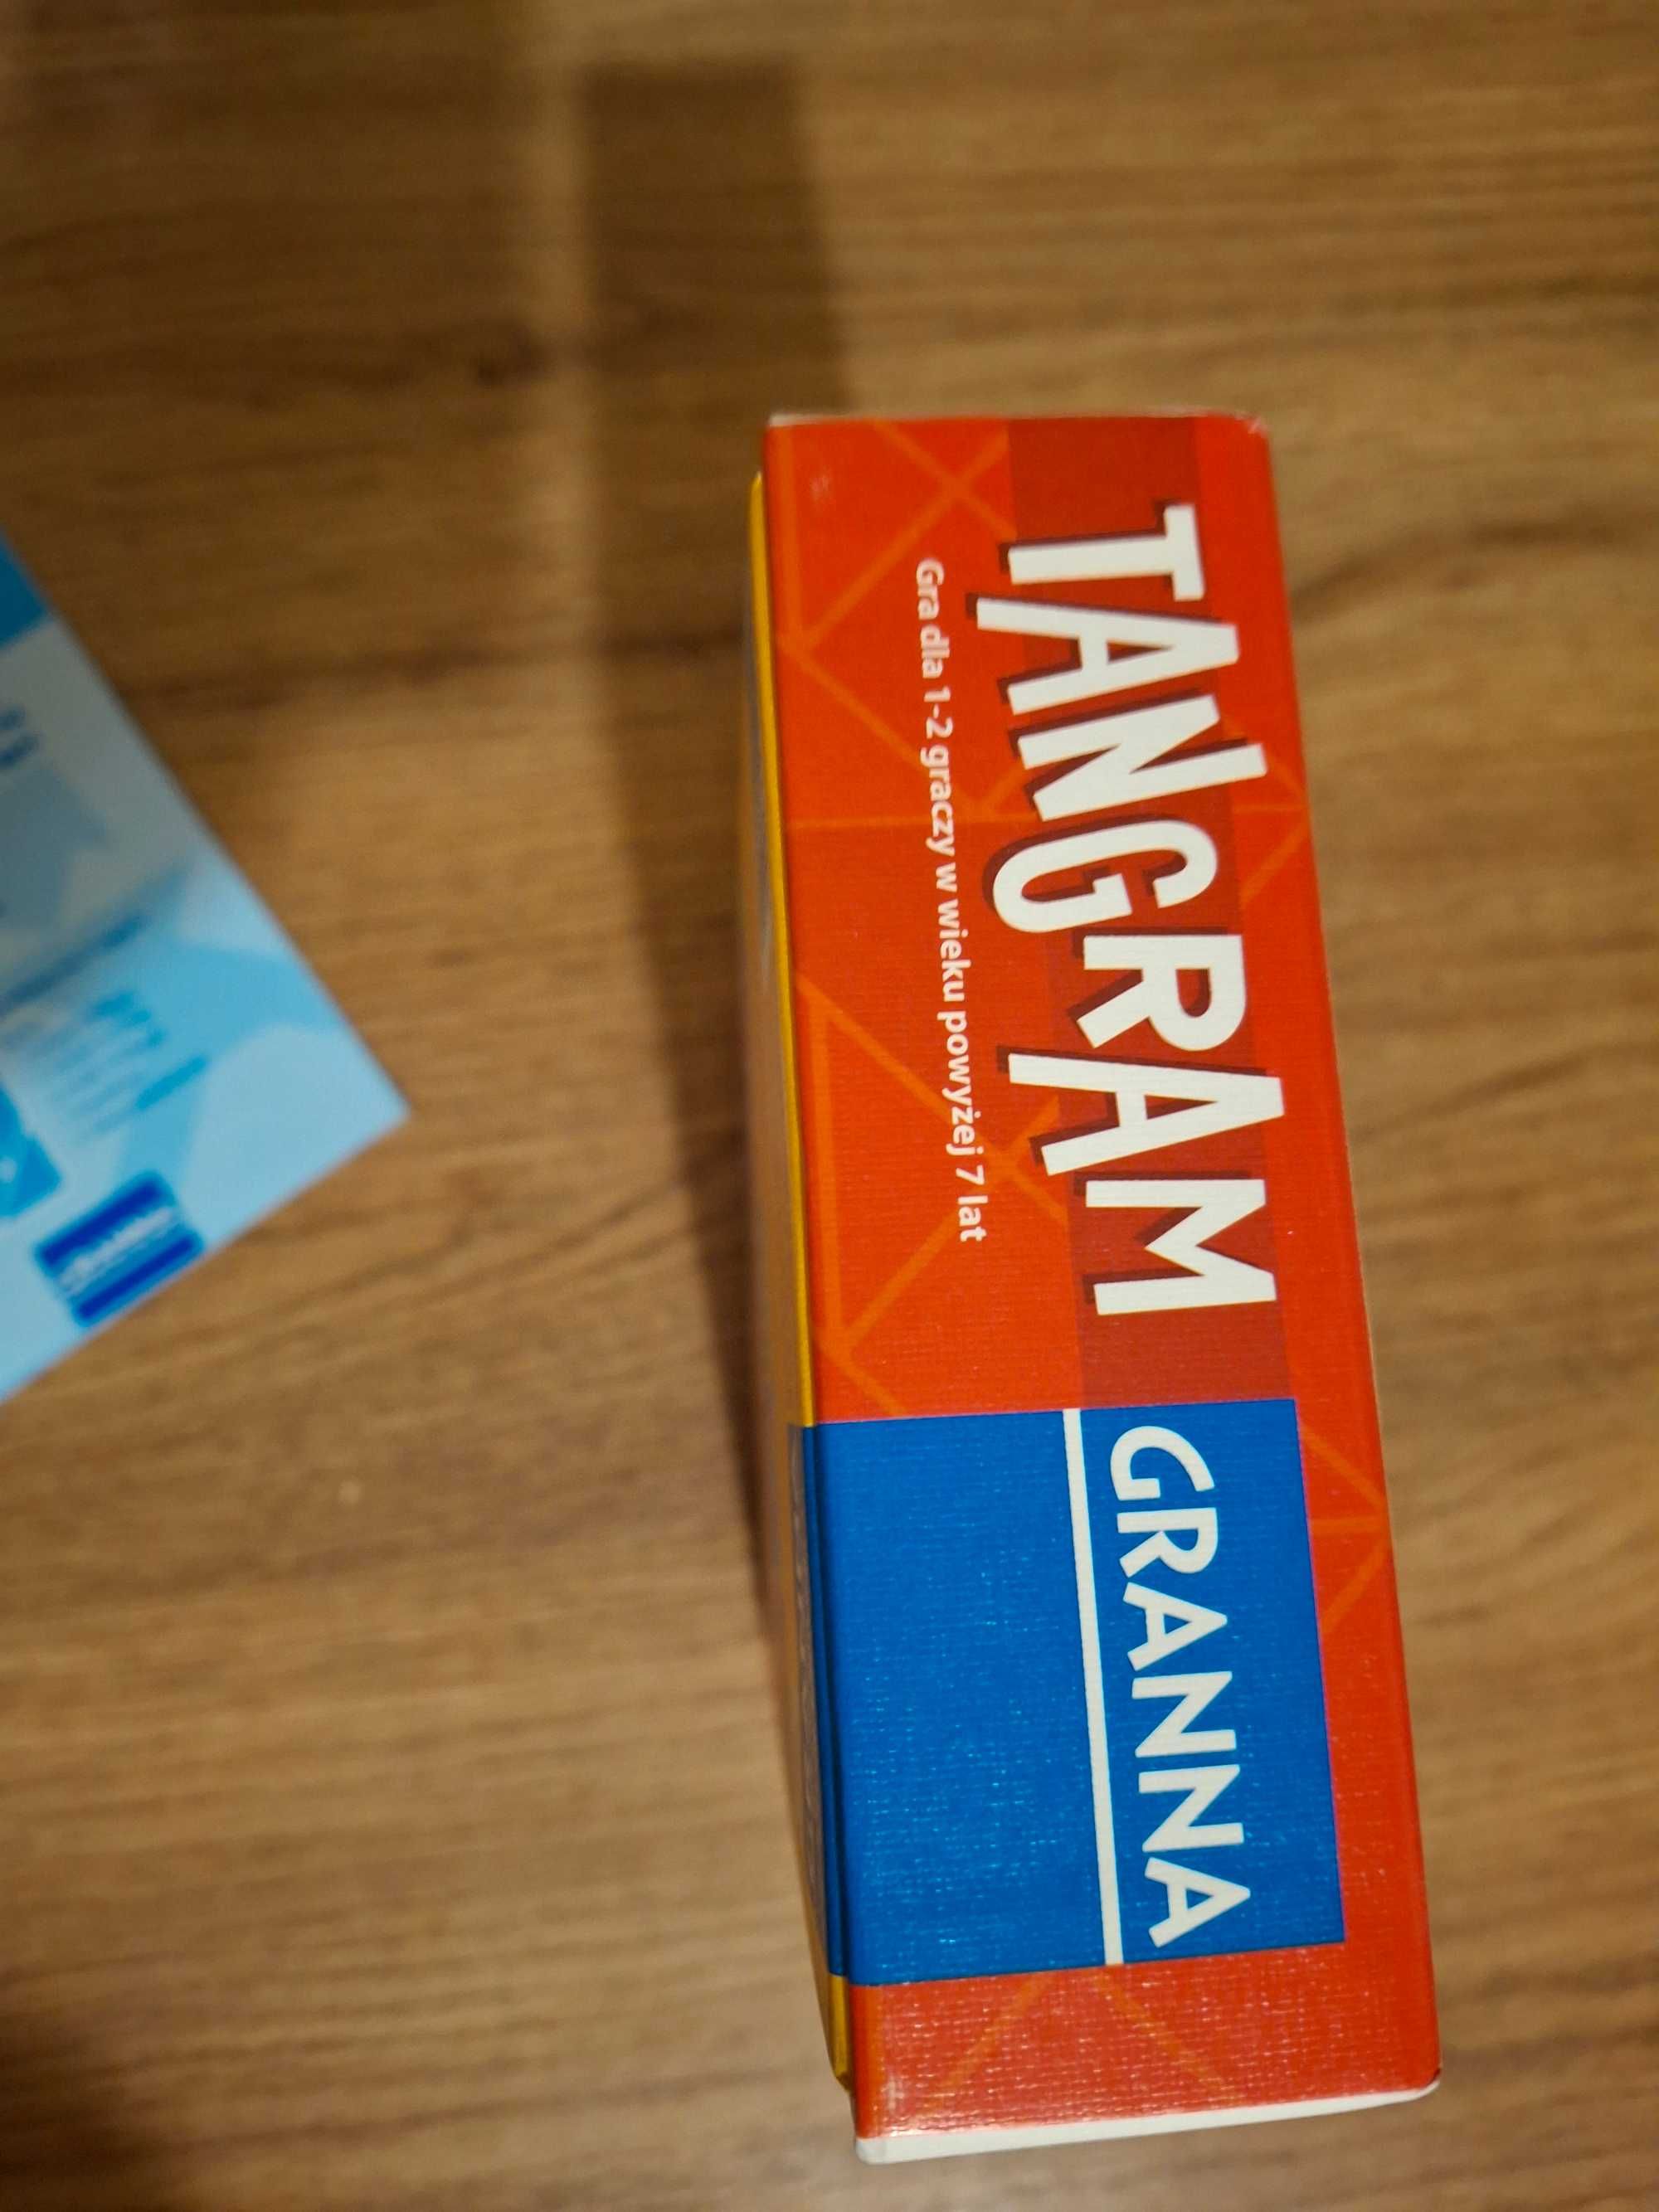 TANGRAM
Gra dla 1-2 graczy w wieku powyżej 7 lat
GRANNA